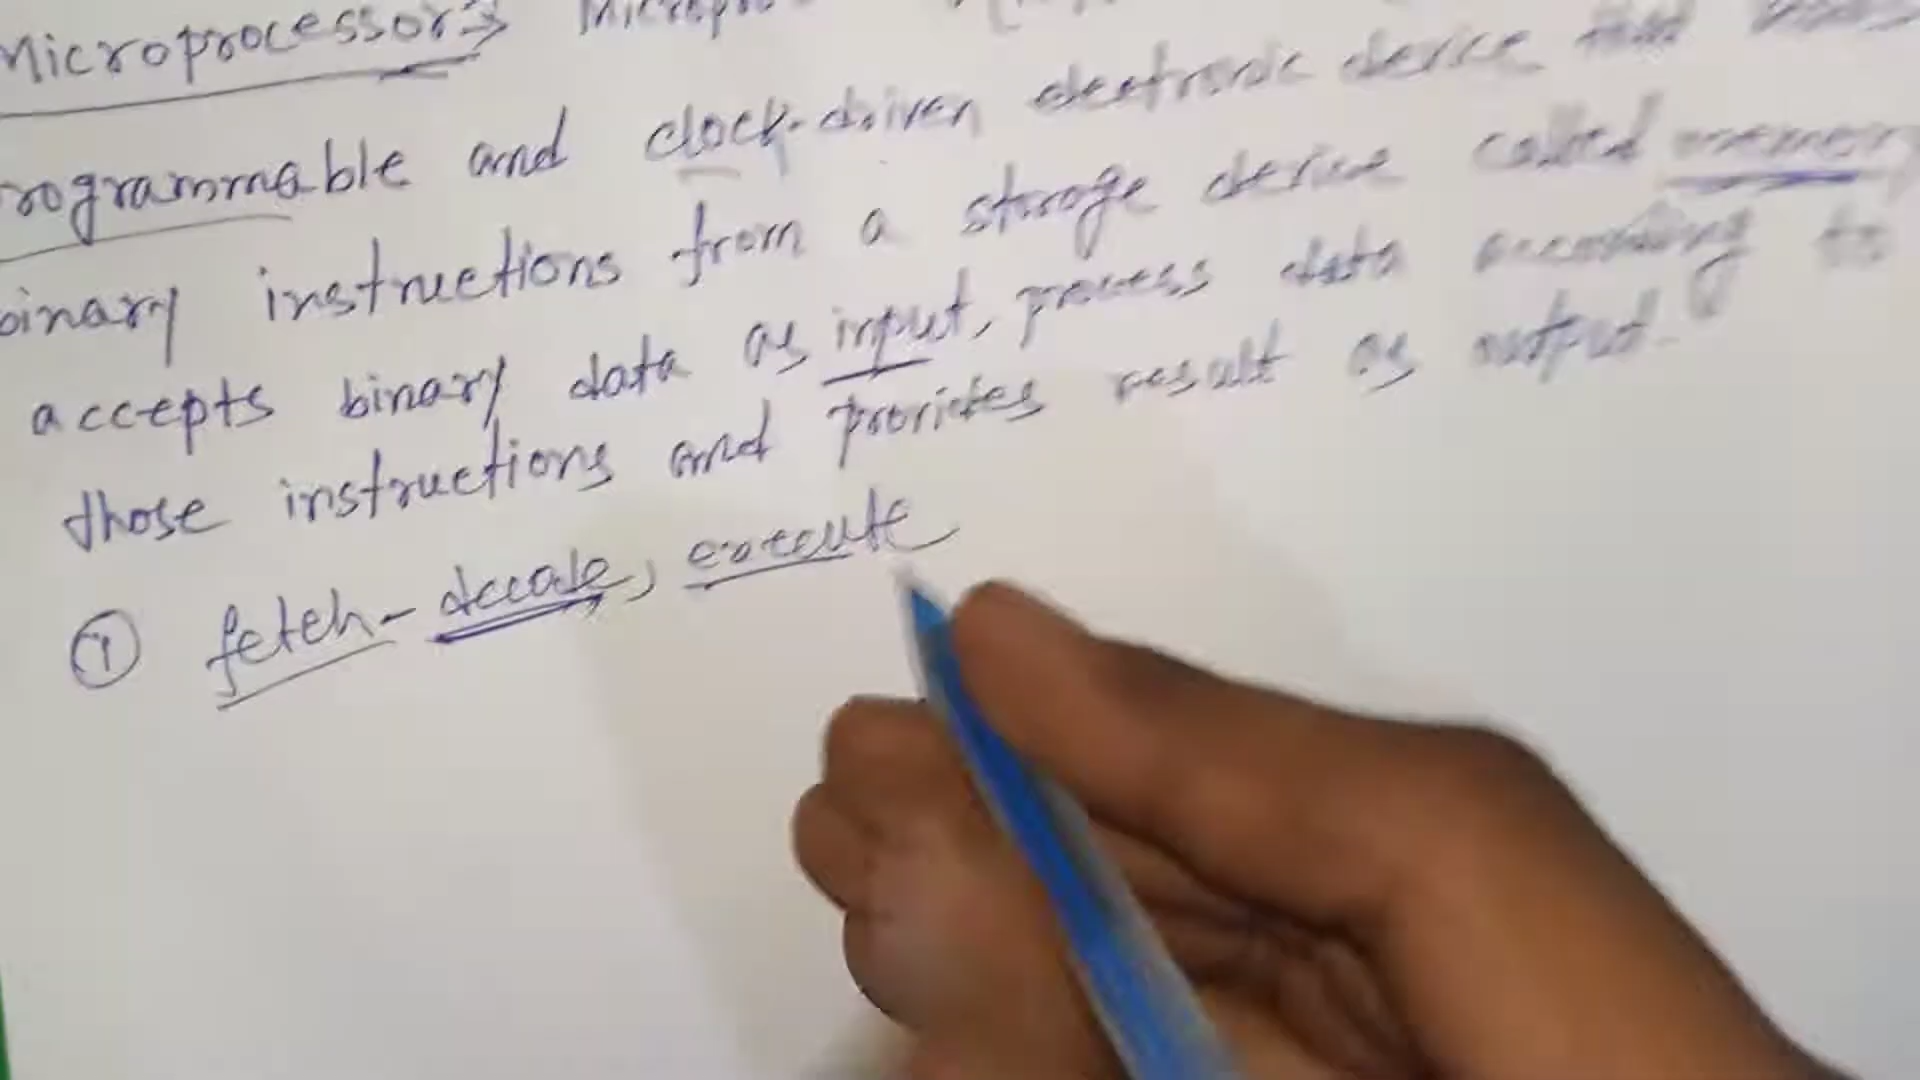 Microprocessor
rogrammable and clock-driven electronic device that
binary instructions from a storage device called memory
accepts binary data as input, process data according to
those instructions and provides result as output.
① fetch-decode, execute